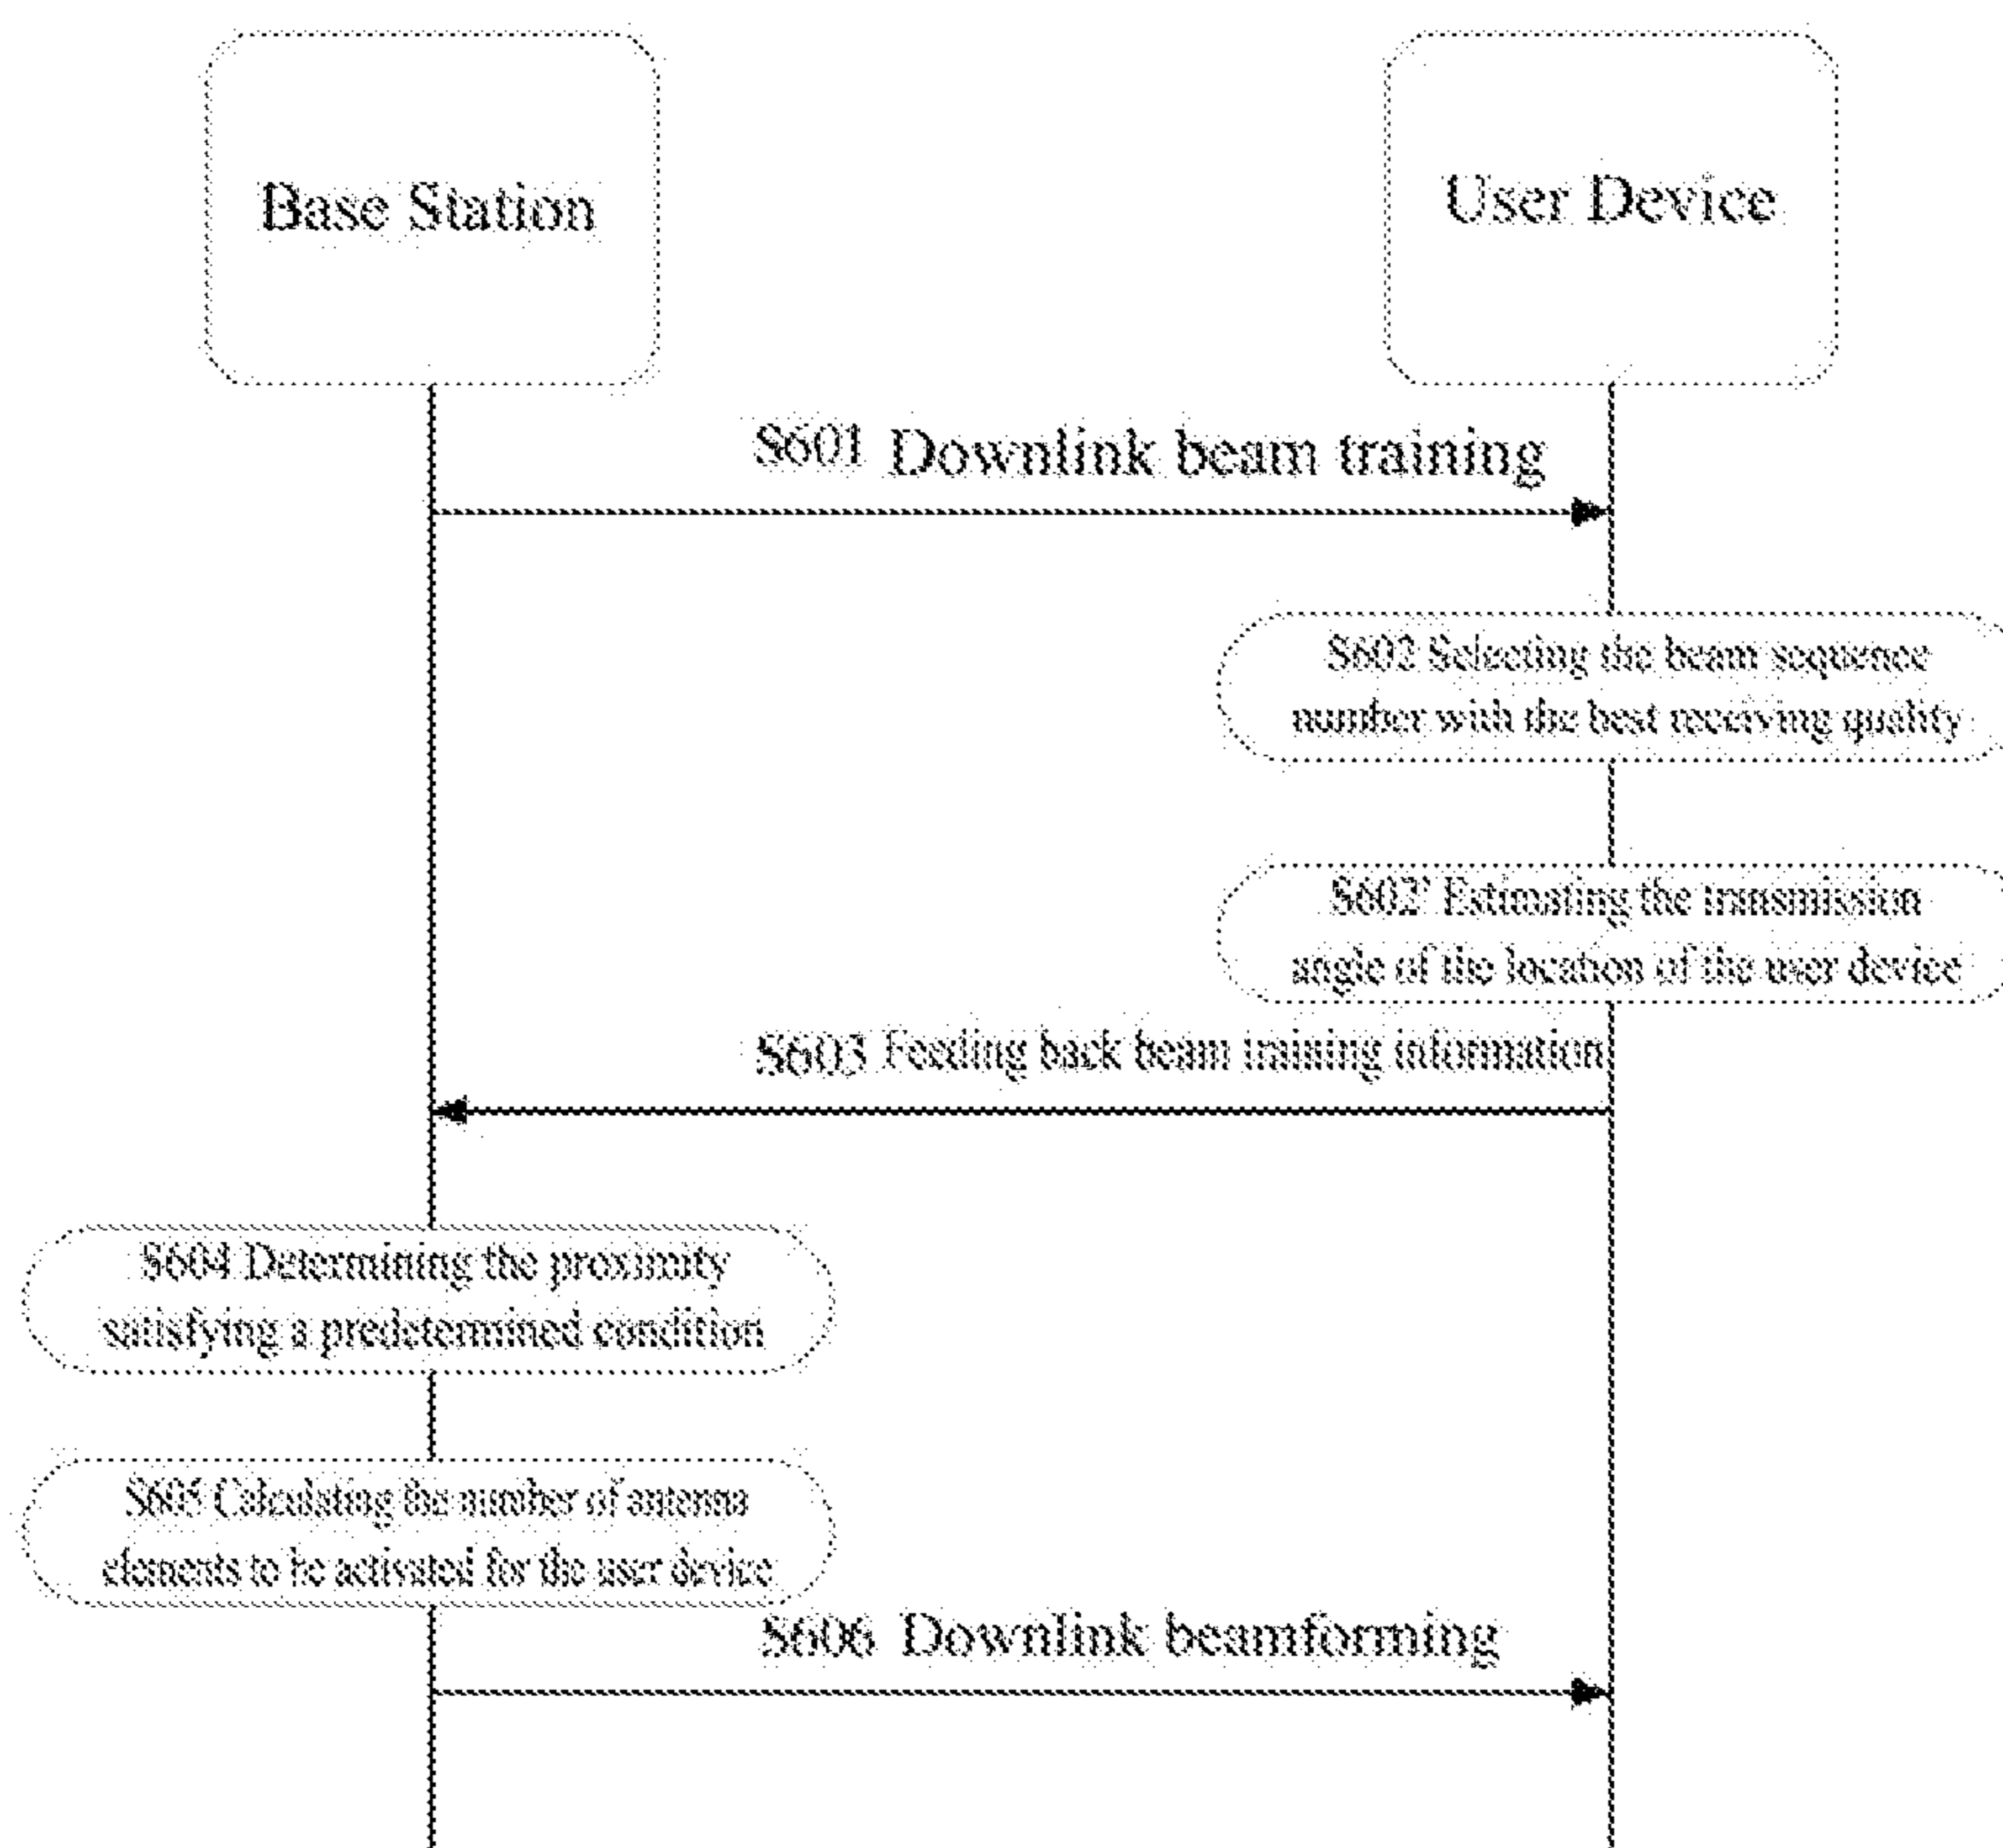 Base Station
User Device
S601 Downlink beam training
S602 Selecting the beam sequence
number with the best receiving quality
S602' Estimating the transmission
angle of the location of the user device
S603 Feeding back beam training information
S604 Determining the proximity
satisfying a predetermined condition
S605 Calculating the number of antenna
elements to be activated for the user device
S606 Downlink beamforming